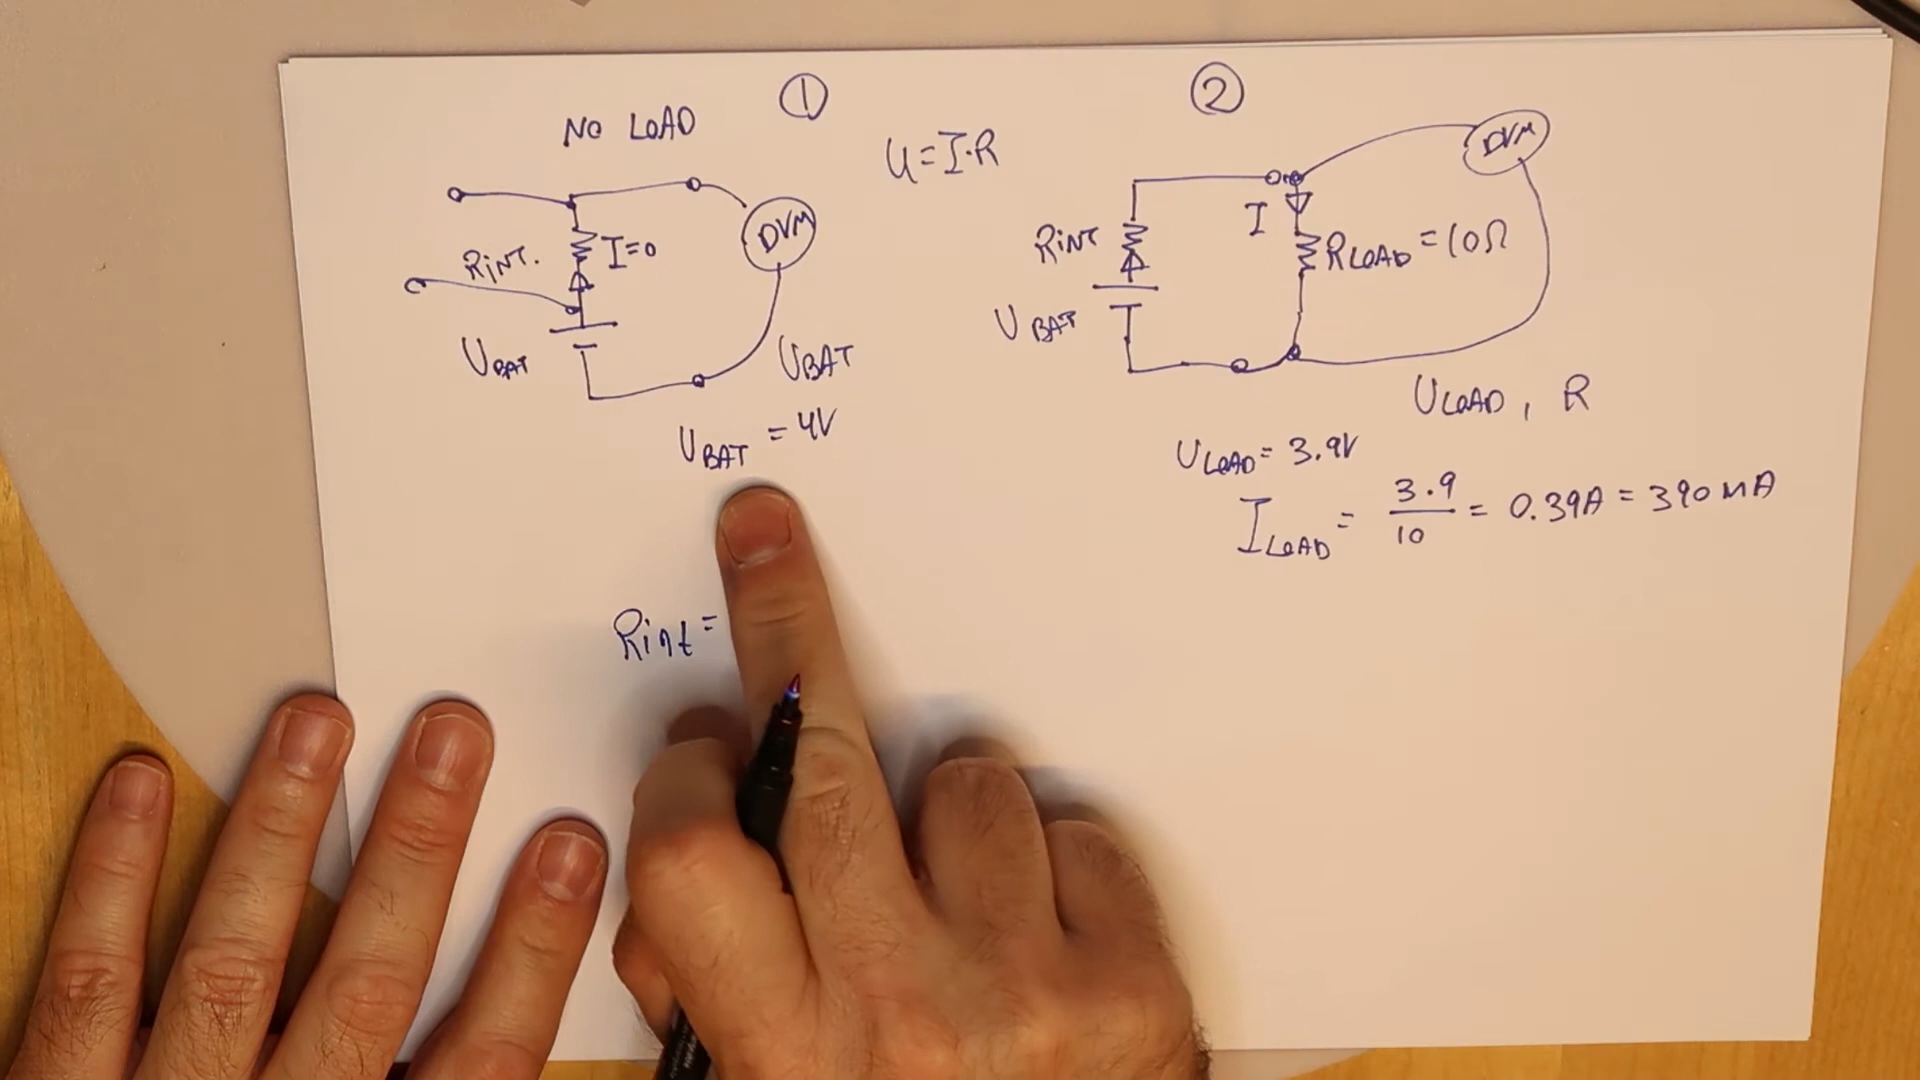 ①
NO LOAD
DVM
RINT.
I=0
UBAT
UBAT
UBAT = 4V
U=I·R
②
DVM
I
RINT
RLOAD = 10Ω
UBAT
ULOAD, R
ULOAD = 3.9V
ILOAD = 3.9/10 = 0.39A = 390MA
Rint =